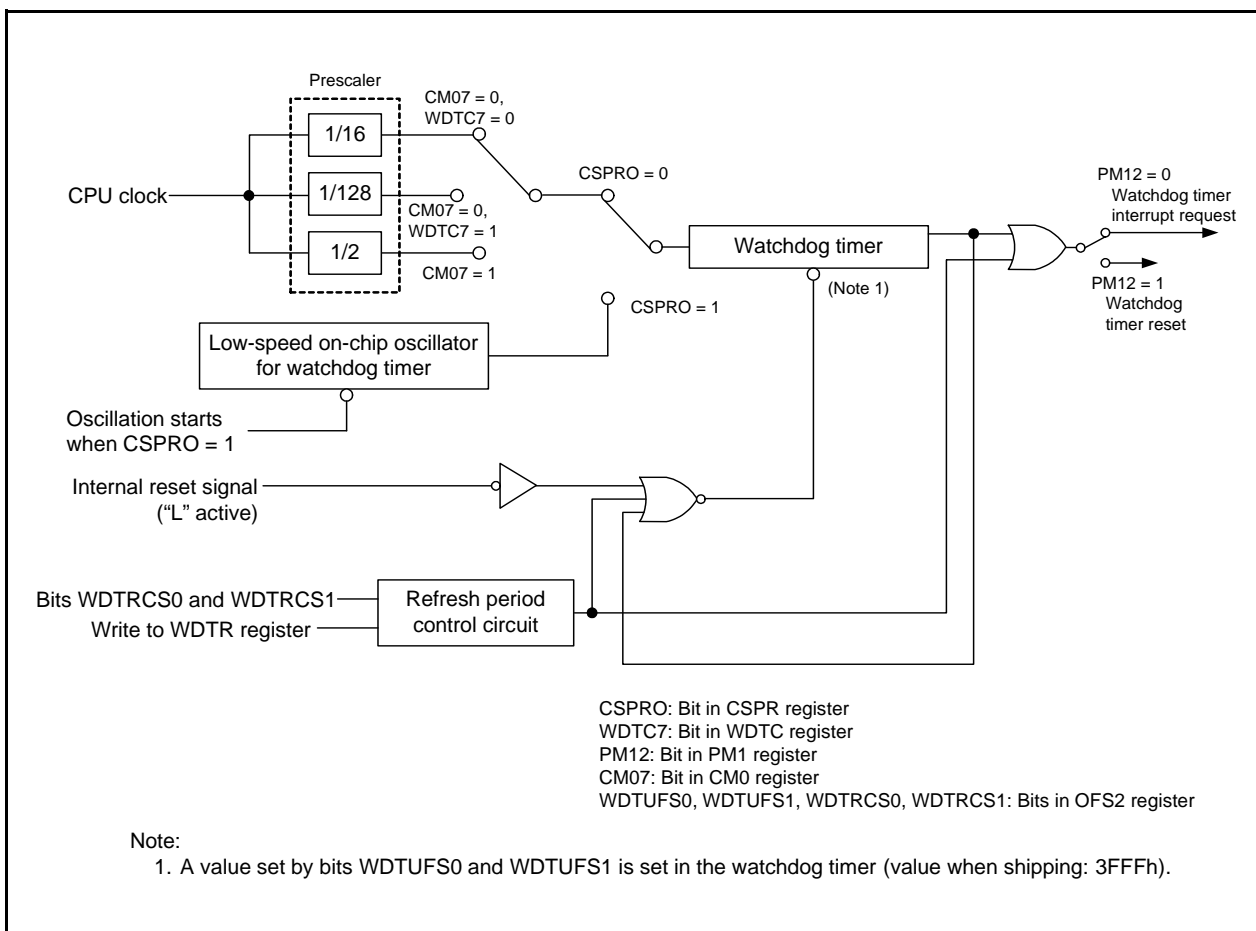 Prescaler
CM07 = 0,
WDTC7 = 0
1/16
CSPRO = 0
PM12 = 0
Watchdog timer
interrupt request
CPU clock
1/128
CM07 = 0,
WDTC7 = 1
Watchdog timer
1/2
CM07 = 1
(Note 1)
PM12 = 1
Watchdog
timer reset
CSPRO = 1
Low-speed on-chip oscillator
for watchdog timer
Oscillation starts
when CSPRO = 1
Internal reset signal
(“L” active)
Bits WDTRCS0 and WDTRCS1
Write to WDTR register
Refresh period
control circuit
CSPRO: Bit in CSPR register
WDTC7: Bit in WDTC register
PM12: Bit in PM1 register
CM07: Bit in CM0 register
WDTUFS0, WDTUFS1, WDTRCS0, WDTRCS1: Bits in OFS2 register
Note:
1. A value set by bits WDTUFS0 and WDTUFS1 is set in the watchdog timer (value when shipping: 3FFFh).